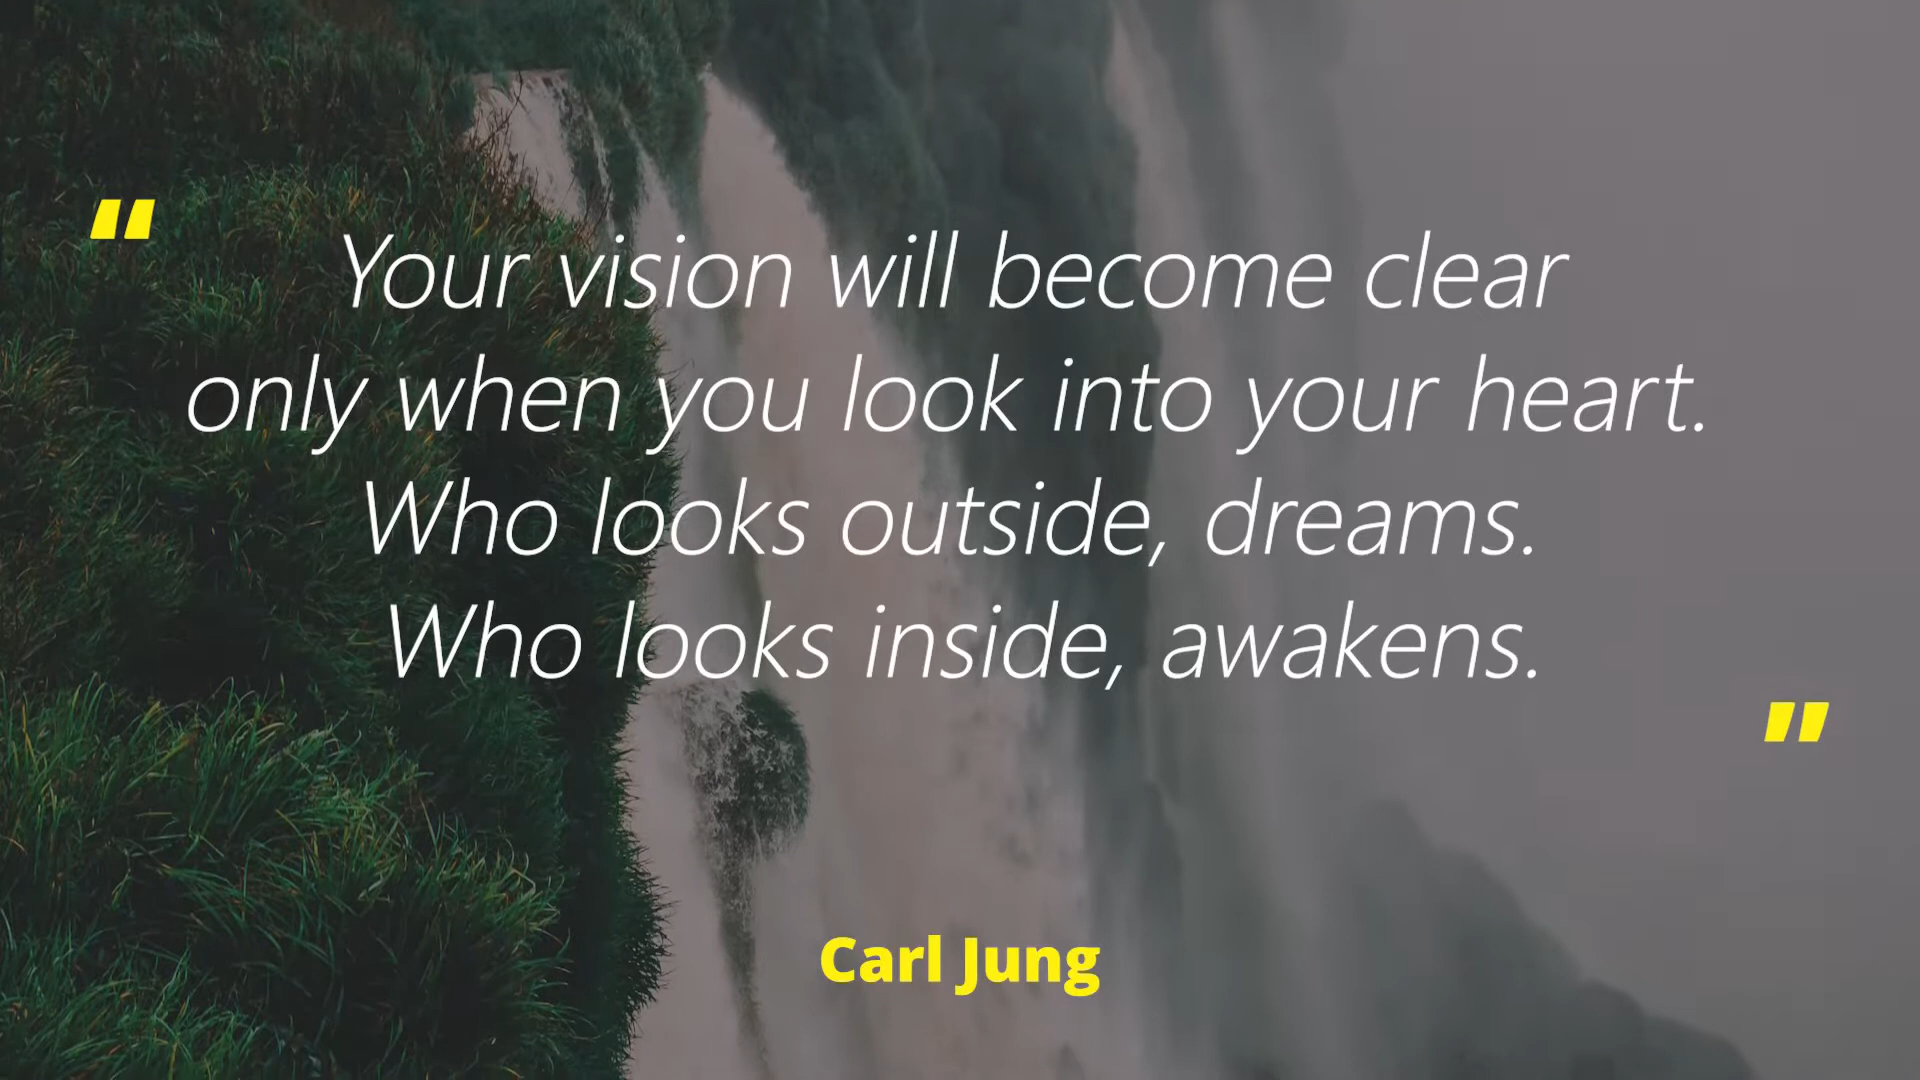 “
Your vision will become clear
only when you look into your heart.
Who looks outside, dreams.
Who looks inside, awakens.
”
Carl Jung